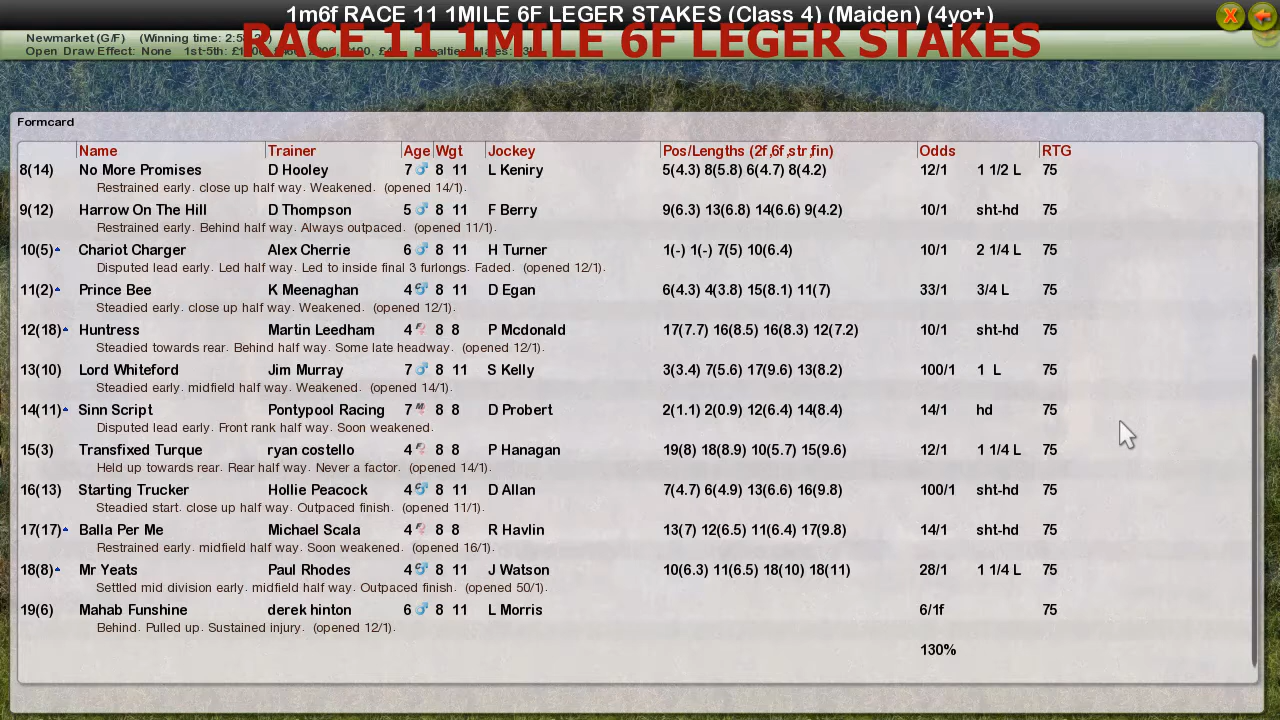 1m6f RACE 11 1MILE 6F LEGER STAKES (Class 4) (Maiden) (4yo+)
RACE 11 1MILE 6F LEGER STAKES
Newmarket (G/F) (Winning time: 2:5
Open Draw Effect: None 1st-5th:
Formcard
Name Trainer Age Wgt Jockey Pos/Lengths (2f,6f,str,fin) Odds RTG
8(14) No More Promises D Hooley 7 8 11 L Keniry 5(4.3) 8(5.8) 6(4.7) 8(4.2) 12/1 1 1/2 L 75
Restrained early. close up half way. Weakened. (opened 14/1).
9(12) Harrow On The Hill D Thompson 5 8 11 F Berry 9(6.3) 13(6.8) 14(6.6) 9(4.2) 10/1 sht-hd 75
Restrained early. Behind half way. Always outpaced. (opened 11/1).
10(5) Chariot Charger Alex Cherrie 6 8 11 H Turner 1(-) 1(-) 7(5) 10(6.4) 10/1 2 1/4 L 75
Disputed lead early. Led half way. Led to inside final 3 furlongs. Faded. (opened 12/1).
11(2) Prince Bee K Meenaghan 4 8 11 D Egan 6(4.3) 4(3.8) 15(8.1) 11(7) 33/1 3/4 L 75
Steadied early. close up half way. Weakened. (opened 12/1).
12(18) Huntress Martin Leedham 4 8 8 P Mcdonald 17(7.7) 16(8.5) 16(8.3) 12(7.2) 10/1 sht-hd 75
Steadied towards rear. Behind half way. Some late headway. (opened 12/1).
13(10) Lord Whiteford Jim Murray 7 8 11 S Kelly 3(3.4) 7(5.6) 17(9.6) 13(8.2) 100/1 1 L 75
Steadied early. midfield half way. Weakened. (opened 14/1).
14(11) Sinn Script Pontypool Racing 7 8 8 D Probert 2(1.1) 2(0.9) 12(6.4) 14(8.4) 14/1 hd 75
Disputed lead early. Front rank half way. Soon weakened.
15(3) Transfixed Turque ryan costello 4 8 8 P Hanagan 19(8) 18(8.9) 10(5.7) 15(9.6) 12/1 1 1/4 L 75
Held up towards rear. Rear half way. Never a factor. (opened 14/1).
16(13) Starting Trucker Hollie Peacock 4 8 11 D Allan 7(4.7) 6(4.9) 13(6.6) 16(9.8) 100/1 sht-hd 75
Steadied start. close up half way. Outpaced finish. (opened 11/1).
17(17) Balla Per Me Michael Scala 4 8 8 R Havlin 13(7) 12(6.5) 11(6.4) 17(9.8) 14/1 sht-hd 75
Restrained early. midfield half way. Soon weakened. (opened 16/1).
18(8) Mr Yeats Paul Rhodes 4 8 11 J Watson 10(6.3) 11(6.5) 18(10) 18(11) 28/1 1 1/4 L 75
Settled mid division early. midfield half way. Outpaced finish. (opened 50/1).
19(6) Mahab Funshine derek hinton 6 8 11 L Morris 6/1f 75
Behind. Pulled up. Sustained injury. (opened 12/1).
130%